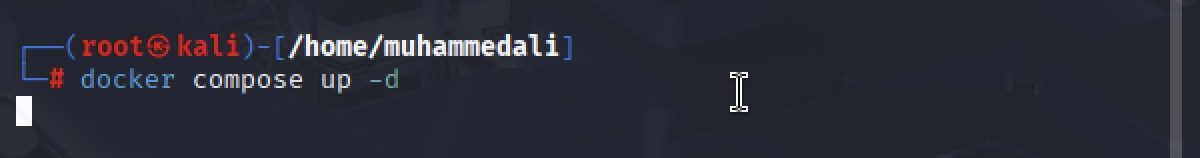 ┌──(root㉿kali)-[/home/muhammedali]
└─# docker compose up -d